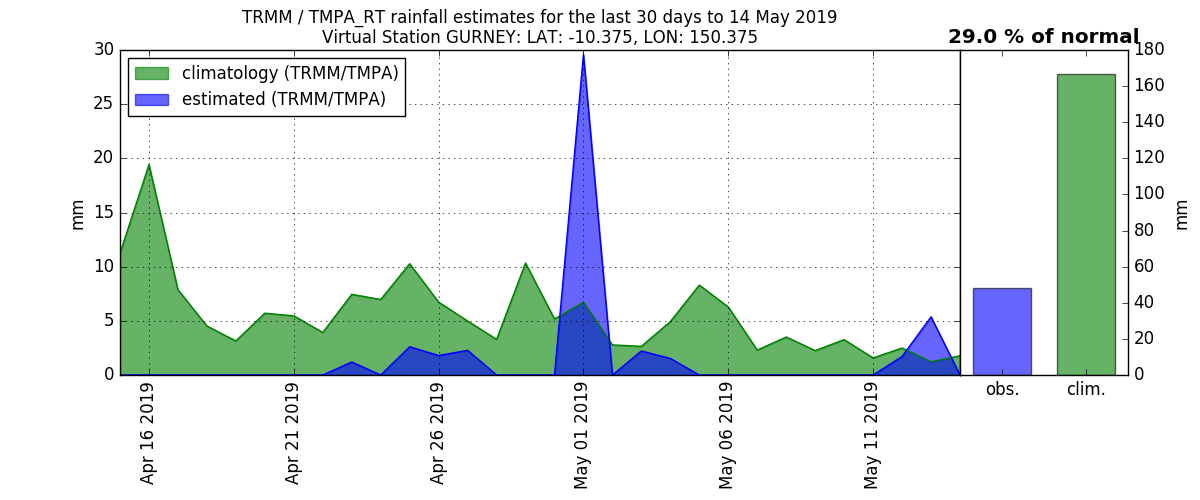 TRMM / TMPA_RT rainfall estimates for the last 30 days to 14 May 2019
Virtual Station GURNEY: LAT: -10.375, LON: 150.375
29.0 % of normal
climatology (TRMM/TMPA)
estimated (TRMM/TMPA)
30
25
20
15
10
5
0
mm
Apr 16 2019
Apr 21 2019
Apr 26 2019
May 01 2019
May 06 2019
May 11 2019
180
160
140
120
100
80
60
40
20
0
mm
obs.
clim.